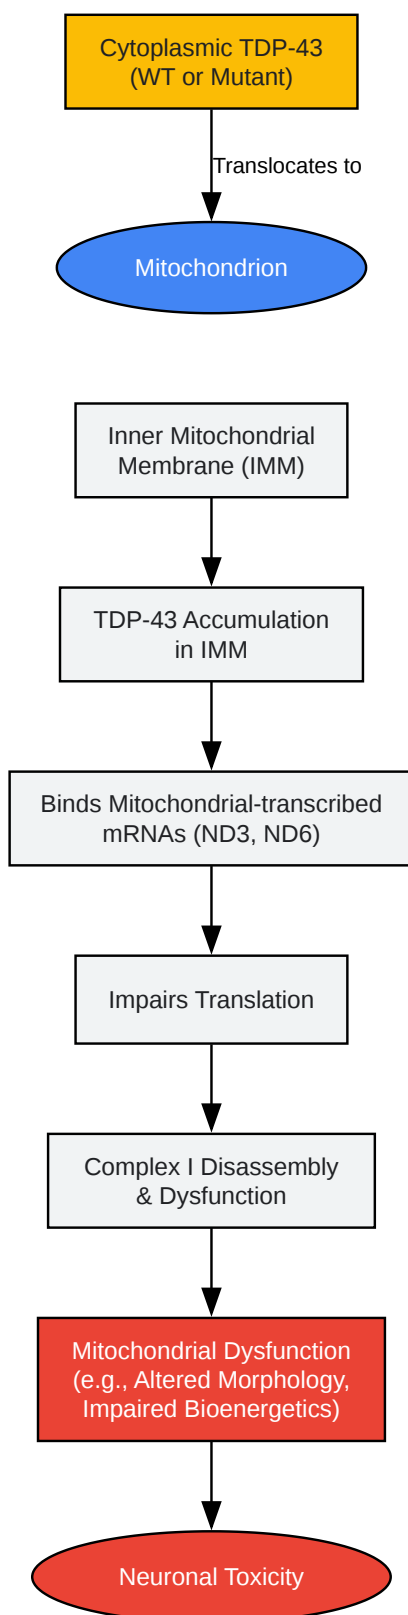 Cytoplasmic TDP-43
(WT or Mutant)
Translocates to
Mitochondrion
Inner Mitochondrial
Membrane (IMM)
TDP-43 Accumulation
in IMM
Binds Mitochondrial-transcribed
mRNAs (ND3, ND6)
Impairs Translation
Complex I Disassembly
& Dysfunction
Mitochondrial Dysfunction
(e.g., Altered Morphology,
Impaired Bioenergetics)
Neuronal Toxicity